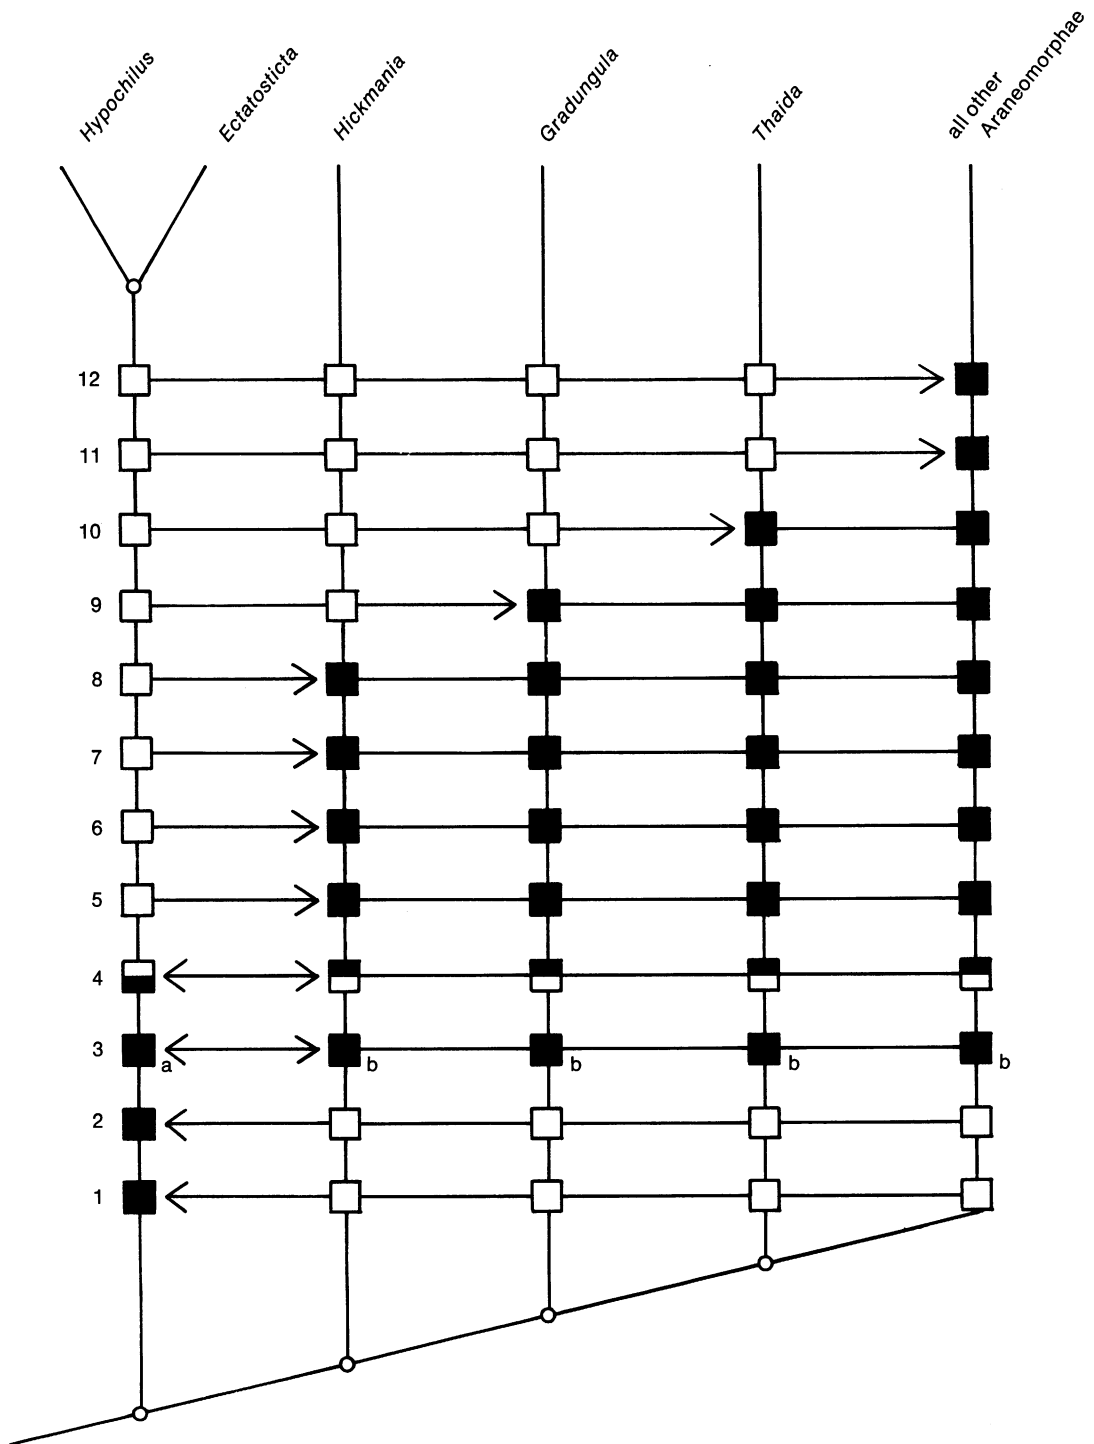 Hypochilus
Ectatosticta
Hickmania
Gradungula
Thaida
all other
Araneomorphae
12
11
10
9
8
7
6
5
4
3 a b b b b
2
1